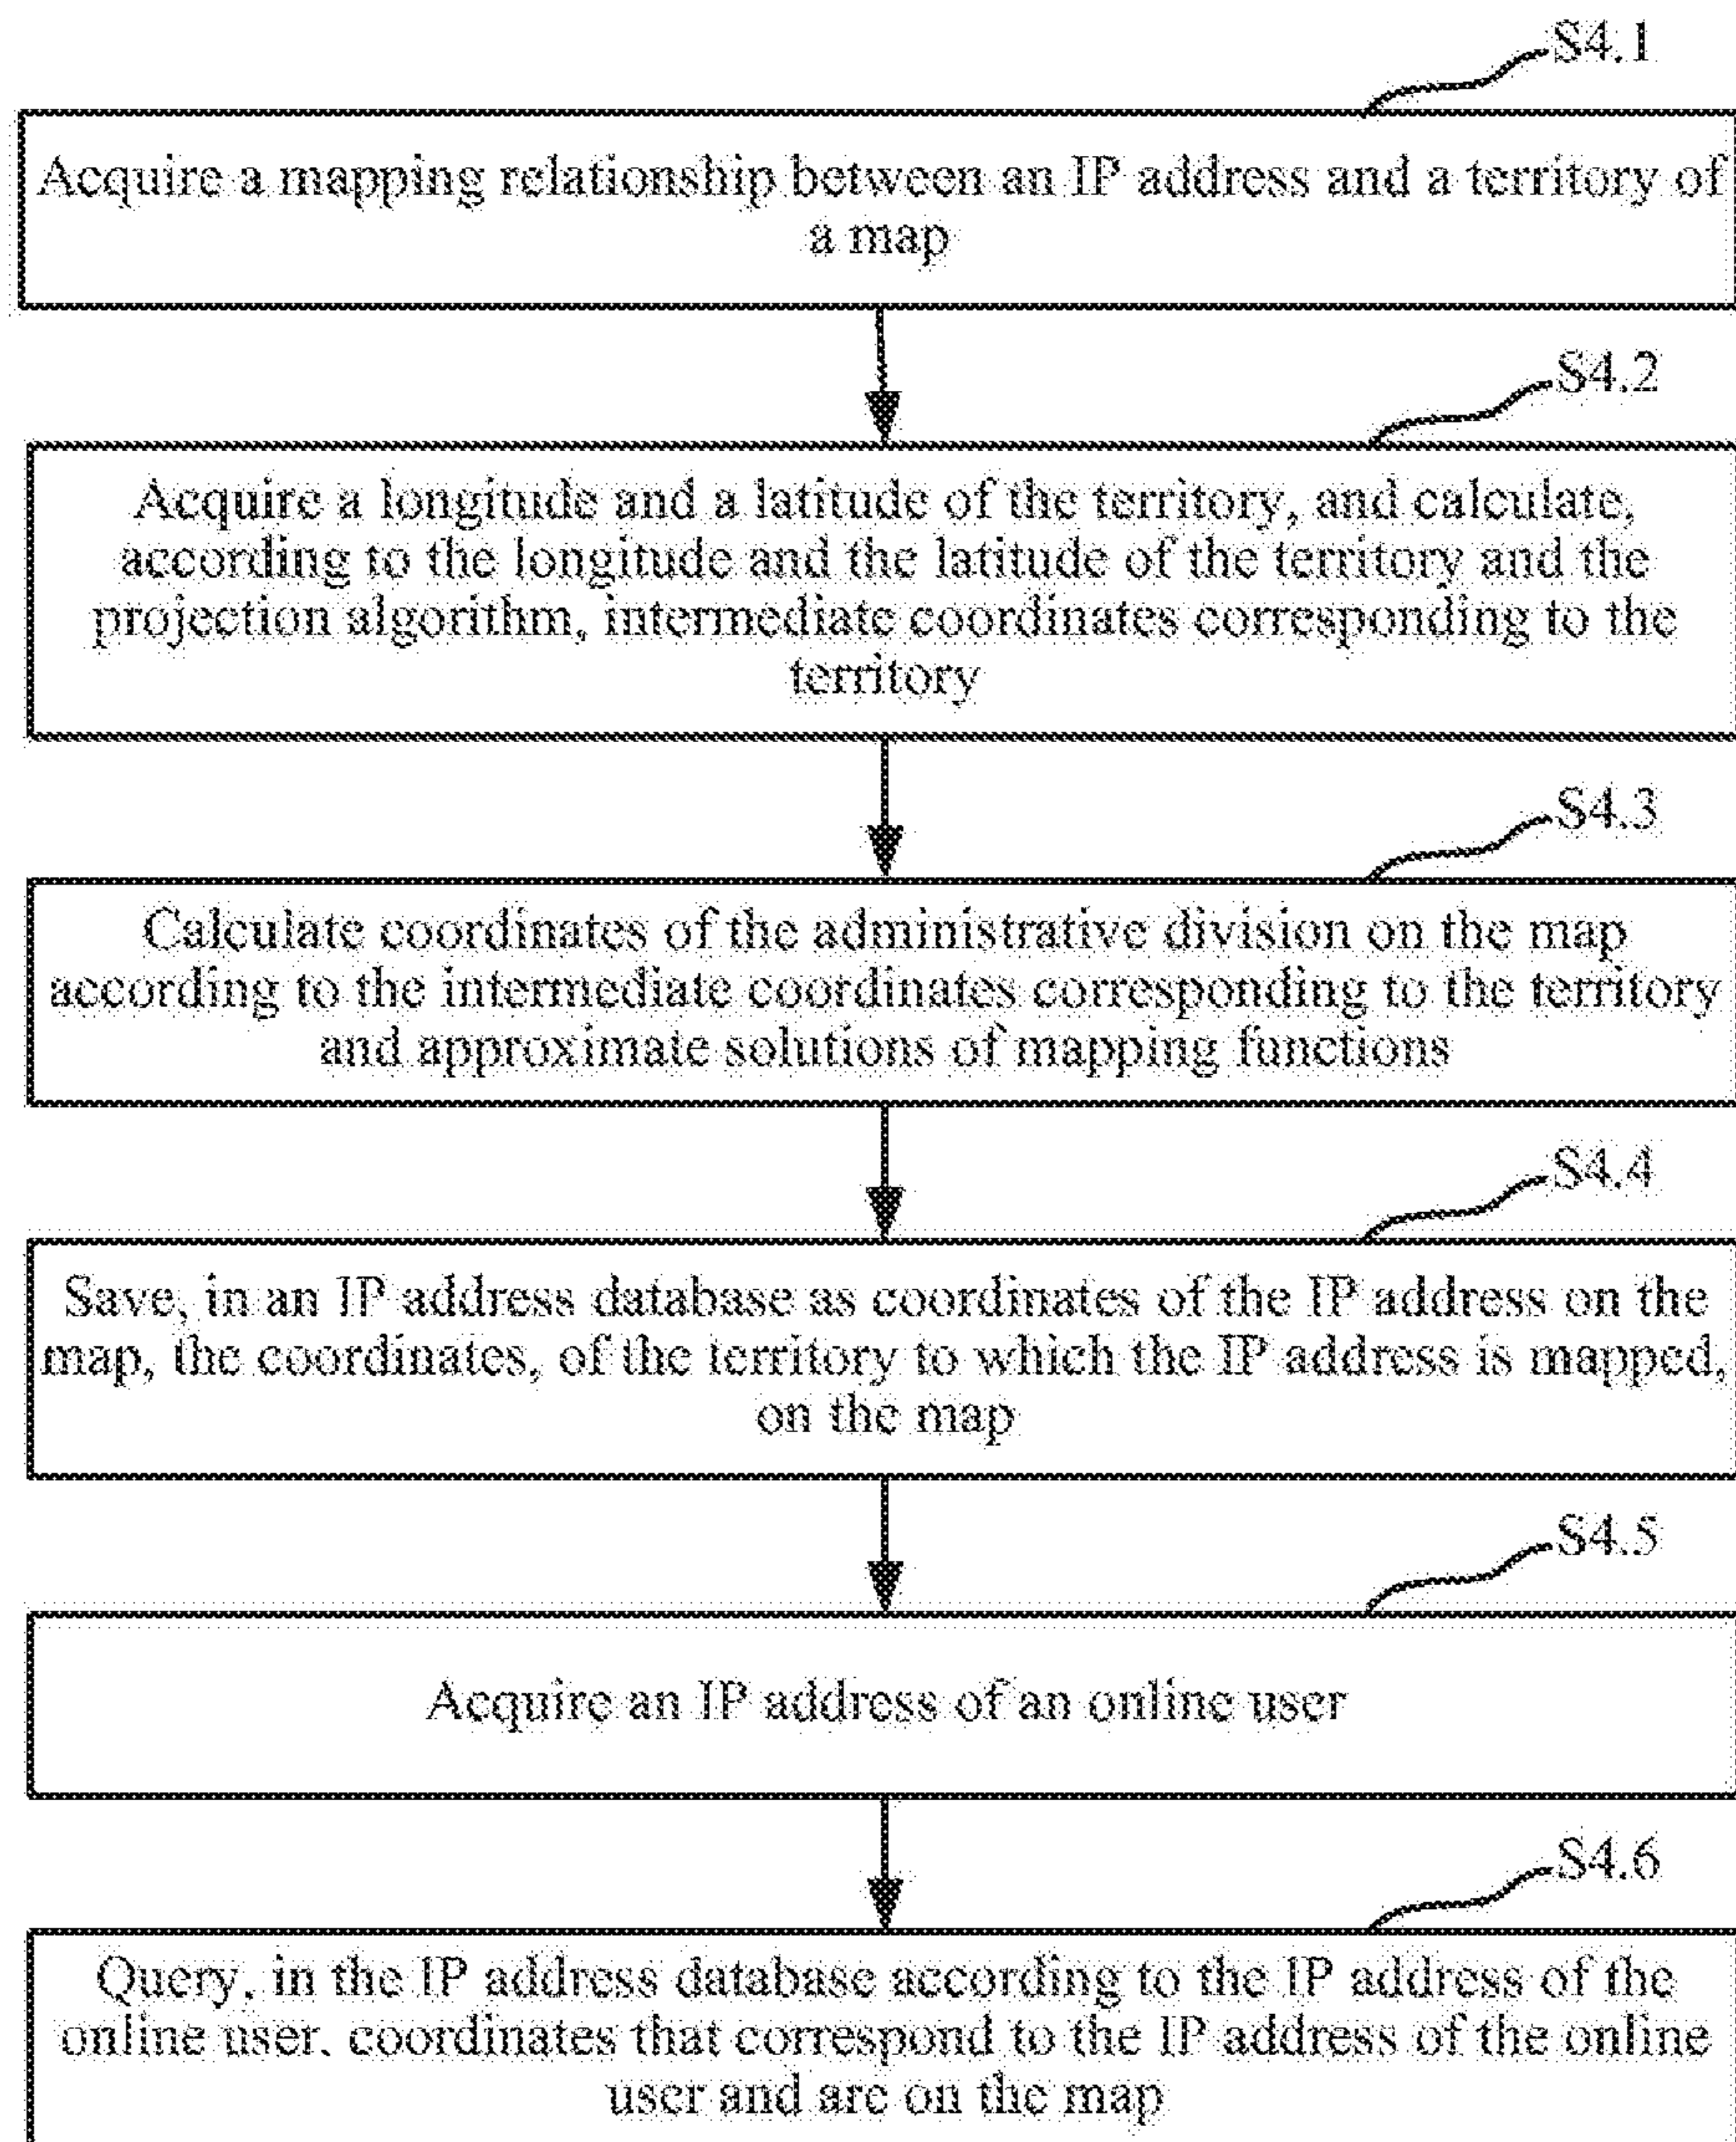 S4.1
Acquire a mapping relationship between an IP address and a territory of
a map
S4.2
Acquire a longitude and a latitude of the territory, and calculate,
according to the longitude and the latitude of the territory and the
projection algorithm, intermediate coordinates corresponding to the
territory
S4.3
Calculate coordinates of the administrative division on the map
according to the intermediate coordinates corresponding to the territory
and approximate solutions of mapping functions
S4.4
Save, in an IP address database as coordinates of the IP address on the
map, the coordinates, of the territory to which the IP address is mapped,
on the map
S4.5
Acquire an IP address of an online user
S4.6
Query, in the IP address database according to the IP address of the
online user, coordinates that correspond to the IP address of the online
user and are on the map